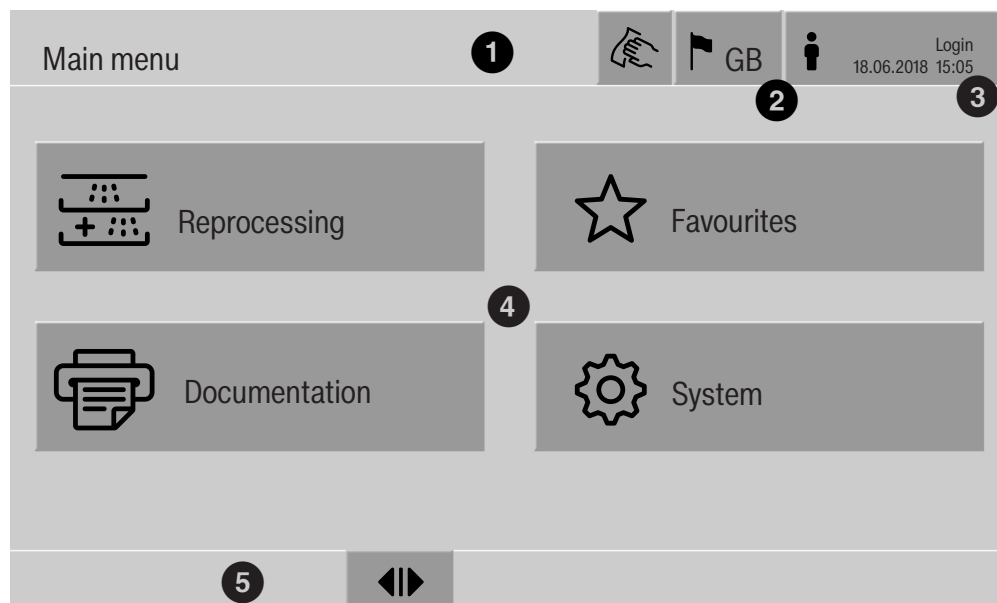 Main menu
1
GB
Login
18.06.2018 15:05
2
3
Reprocessing
Favourites
4
Documentation
System
5